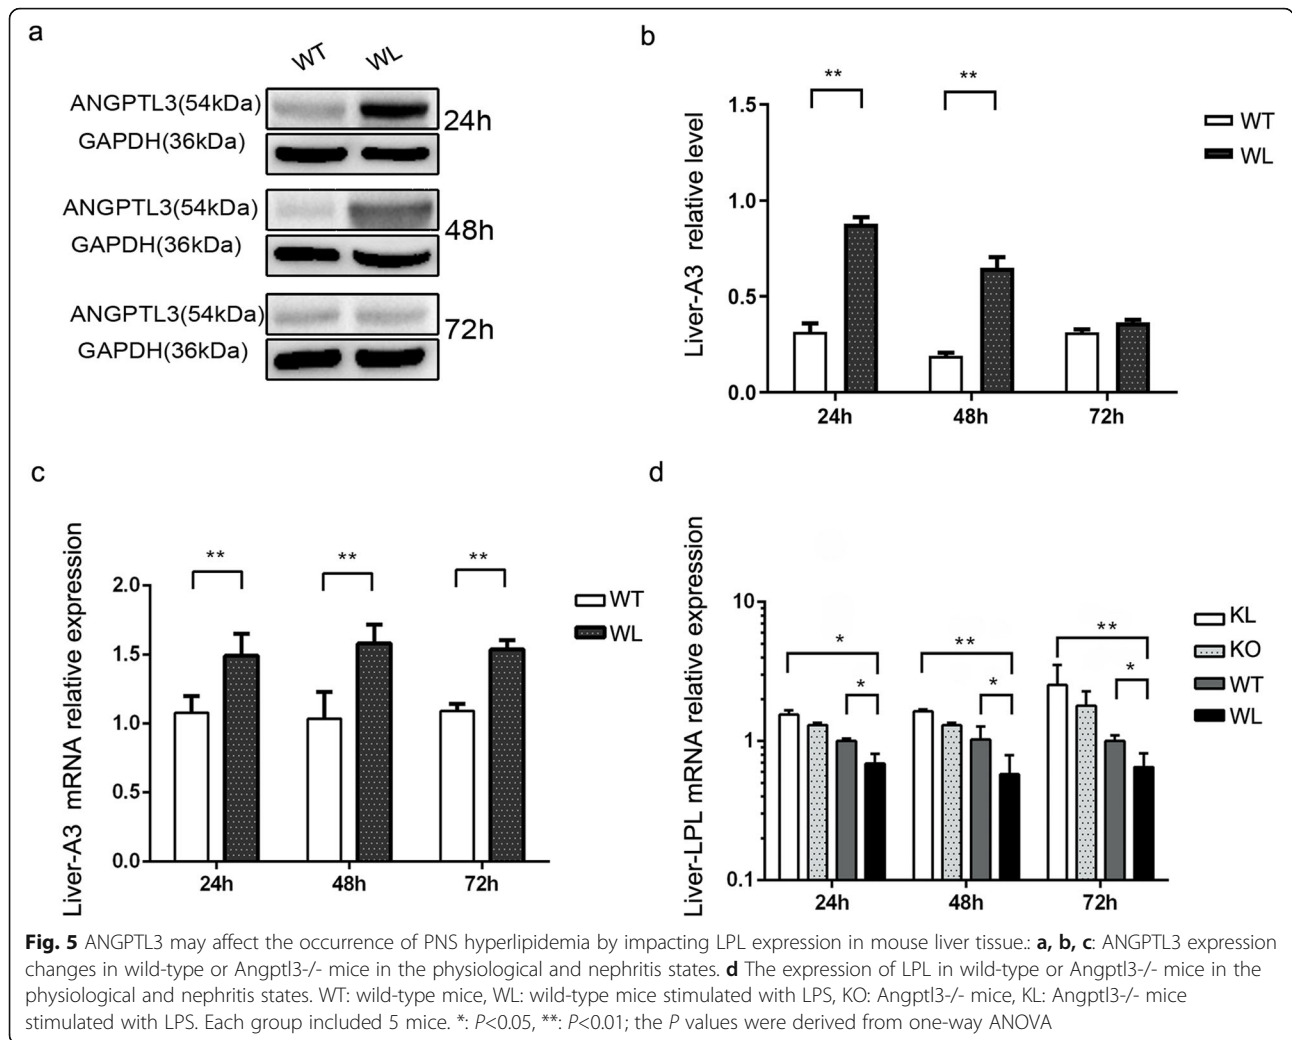 a
WT WL
ANGPTL3(54kDa)
GAPDH(36kDa)
24h
ANGPTL3(54kDa)
GAPDH(36kDa)
48h
ANGPTL3(54kDa)
GAPDH(36kDa)
72h
b
Liver-A3 relative level
1.5
1.0
0.5
0.0
** **
24h 48h 72h
WT
WL
c
Liver-A3 mRNA relative expression
2.0
1.5
1.0
0.5
0.0
** ** **
24h 48h 72h
WT
WL
d
Liver-LPL mRNA relative expression
10
1
0.1
* ** **
* * *
24h 48h 72h
KL
KO
WT
WL
Fig. 5 ANGPTL3 may affect the occurrence of PNS hyperlipidemia by impacting LPL expression in mouse liver tissue.: a, b, c: ANGPTL3 expression
changes in wild-type or Angptl3-/- mice in the physiological and nephritis states. d The expression of LPL in wild-type or Angptl3-/- mice in the
physiological and nephritis states. WT: wild-type mice, WL: wild-type mice stimulated with LPS, KO: Angptl3-/- mice, KL: Angptl3-/- mice
stimulated with LPS. Each group included 5 mice. *: P<0.05, **: P<0.01; the P values were derived from one-way ANOVA